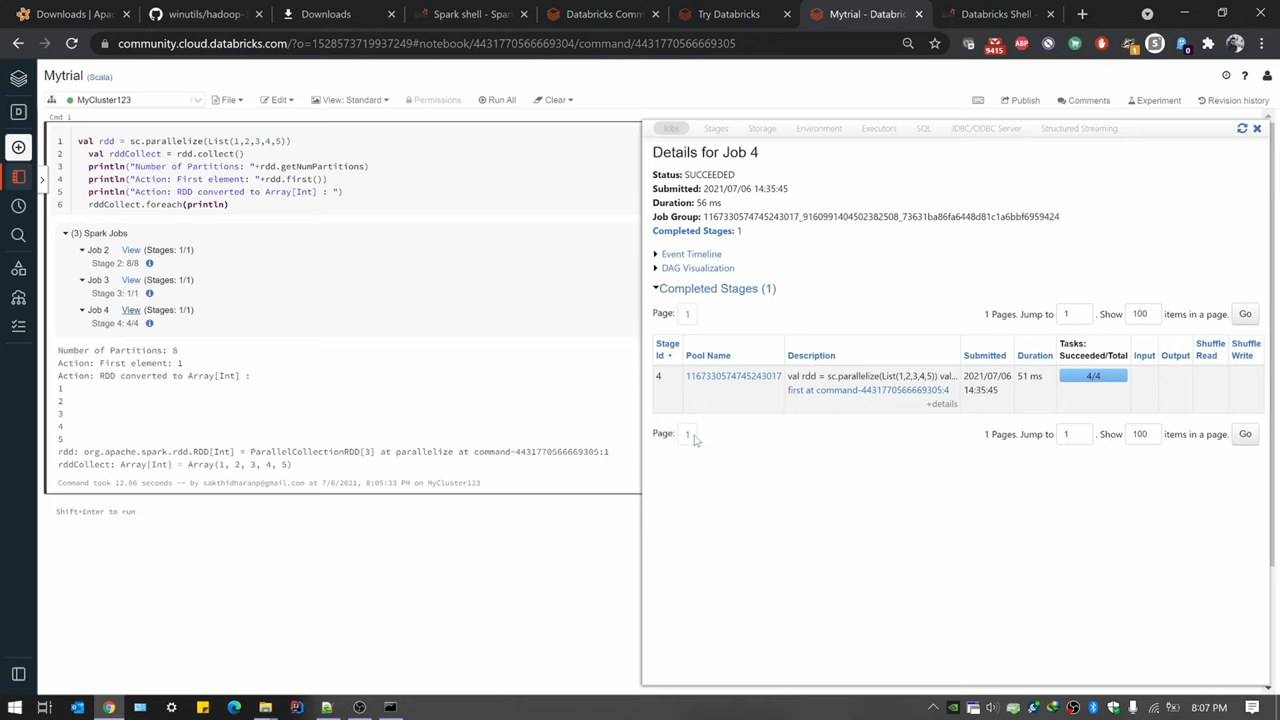 Downloads | Apache S
winutils/hadoop-3
Downloads
Spark shell - Spark
Databricks Comm
Try Databricks
Mytrial - Databric
Databricks Shell -
community.cloud.databricks.com/?o=1528573719937249#notebook/4431770566669304/command/4431770566669305
9415
ABP
Mytrial (Scala)
MyCluster123
File
Edit
View: Standard
Permissions
Run All
Clear
Publish
Comments
Experiment
Revision history
Cmd 1
1 val rdd = sc.parallelize(List(1,2,3,4,5))
2 val rddCollect = rdd.collect()
3 println("Number of Partitions: "+rdd.getNumPartitions)
4 println("Action: First element: "+rdd.first())
5 println("Action: RDD converted to Array[Int] : ")
6 rddCollect.foreach(println)
(3) Spark Jobs
Job 2 View (Stages: 1/1)
Stage 2: 8/8
Job 3 View (Stages: 1/1)
Stage 3: 1/1
Job 4 View (Stages: 1/1)
Stage 4: 4/4
Number of Partitions: 8
Action: First element: 1
Action: RDD converted to Array[Int] :
1
2
3
4
5
rdd: org.apache.spark.rdd.RDD[Int] = ParallelCollectionRDD[3] at parallelize at command-4431770566669305:1
rddCollect: Array[Int] = Array(1, 2, 3, 4, 5)
Command took 12.06 seconds -- by sakthidharanp@gmail.com at 7/6/2021, 8:05:33 PM on MyCluster123
Shift+Enter to run
Jobs Stages Storage Environment Executors SQL JDBC/ODBC Server Structured Streaming
Details for Job 4
Status: SUCCEEDED
Submitted: 2021/07/06 14:35:45
Duration: 56 ms
Job Group: 1167330574745243017_9160991404502382508_73631ba86fa6448d81c1a6bbf6959424
Completed Stages: 1
Event Timeline
DAG Visualization
Completed Stages (1)
Page: 1 1 Pages. Jump to 1 . Show 100 items in a page. Go
Stage Id Pool Name Description Submitted Duration Tasks: Succeeded/Total Input Output Shuffle Read Shuffle Write
4 1167330574745243017 val rdd = sc.parallelize(List(1,2,3,4,5)) val... 2021/07/06 14:35:45 51 ms 4/4
first at command-4431770566669305:4
+details
Page: 1 1 Pages. Jump to 1 . Show 100 items in a page. Go
8:07 PM